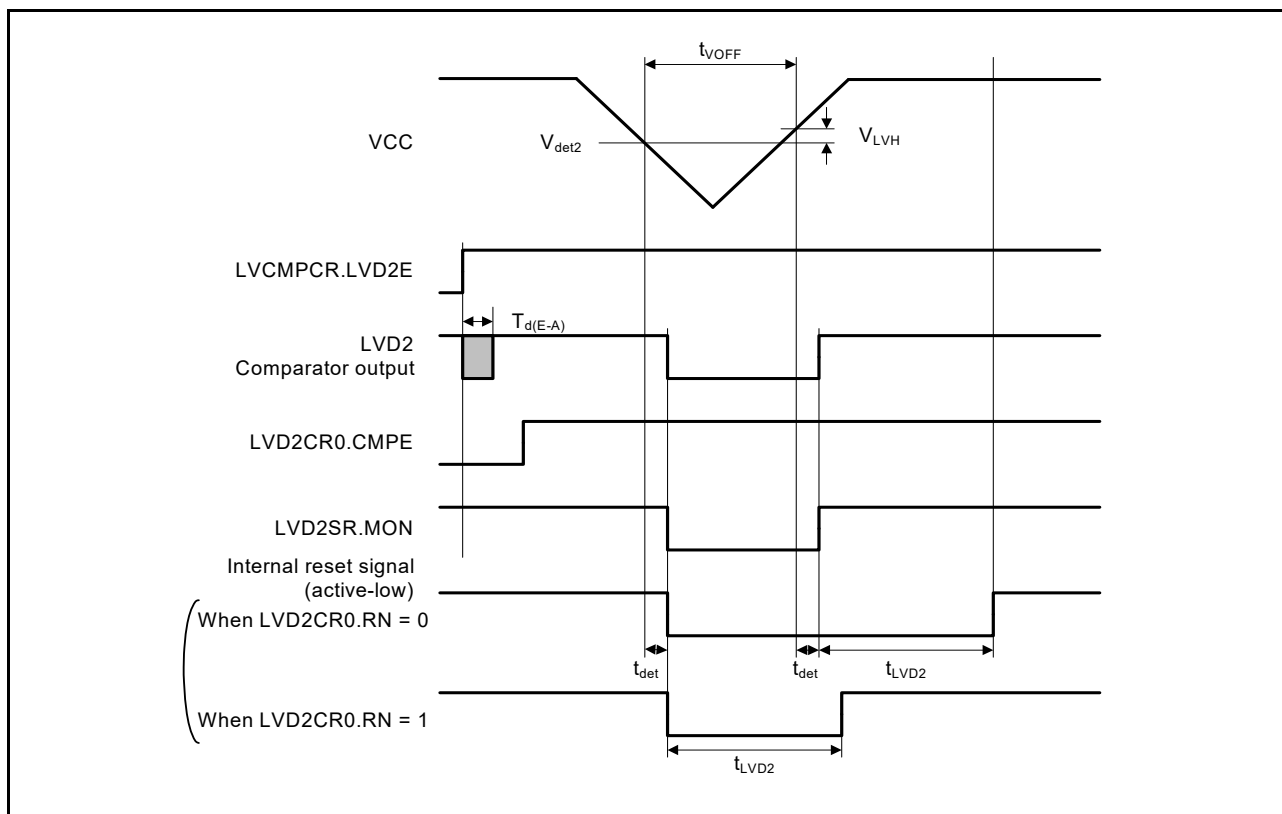 tVOFF
VCC
Vdet2
VLVH
LVCMPCR.LVD2E
Td(E-A)
LVD2
Comparator output
LVD2CR0.CMPE
LVD2SR.MON
Internal reset signal
(active-low)
When LVD2CR0.RN = 0
tdet
tdet
tLVD2
When LVD2CR0.RN = 1
tLVD2